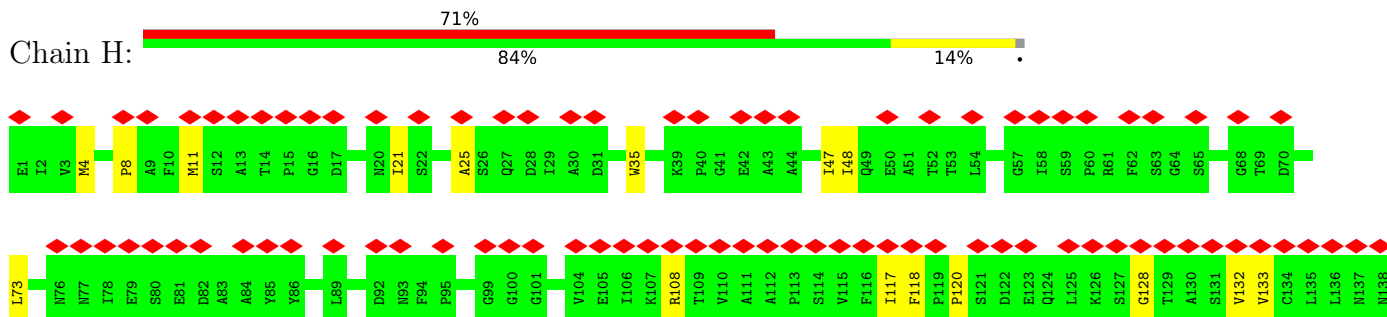 71%
Chain H:
84% 14% •
E1 I2 V3 M4 P8 A9 F10 M11 S12 A13 T14 P15 G16 D17 N20 I21 S22 A25 S26 Q27 D28 I29 A30 D31 W35 K39 P40 G41 E42 A43 A44 I47 I48 Q49 E50 A51 T52 T53 L54 G57 I58 S59 P60 R61 F62 S63 G64 S65 G68 T69 D70
L73 N76 N77 I78 E79 S80 E81 D82 A83 A84 Y85 Y86 L89 D92 N93 F94 P95 G99 G100 G101 V104 E105 I106 K107 R108 T109 V110 A111 A112 P113 S114 V115 F116 I117 F118 P119 P120 S121 D122 E123 Q124 L125 K126 S127 G128 T129 A130 S131 V132 V133 C134 L135 L136 N137 N138